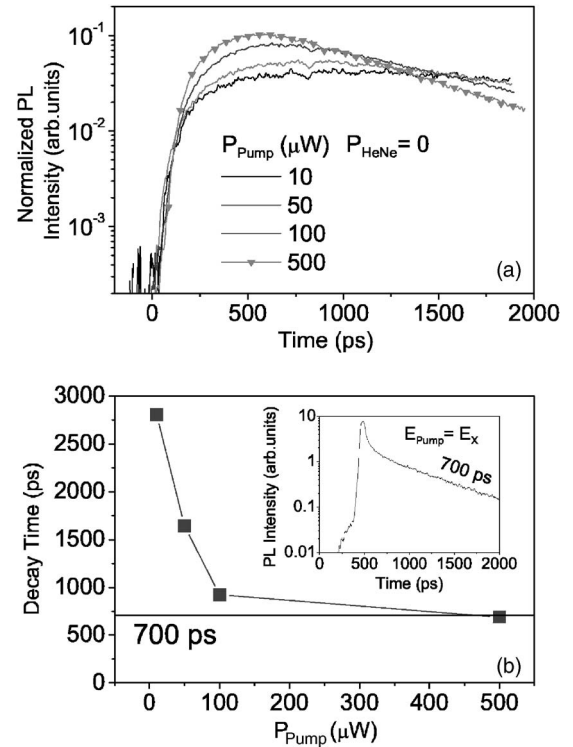 Normalized PL
Intensity (arb.units)
10⁻¹
10⁻²
10⁻³
P_Pump (μW) P_HeNe = 0
10
50
100
500
(a)
0 500 1000 1500 2000
Time (ps)
Decay Time (ps)
3000
2500
2000
1500
1000
500
0
700 ps
(b)
0 100 200 300 400 500
P_Pump (μW)
PL Intensity (arb.units)
10
1
0.1
0.01
E_Pump = E_X
700 ps
0 500 1000 1500 2000
Time (ps)